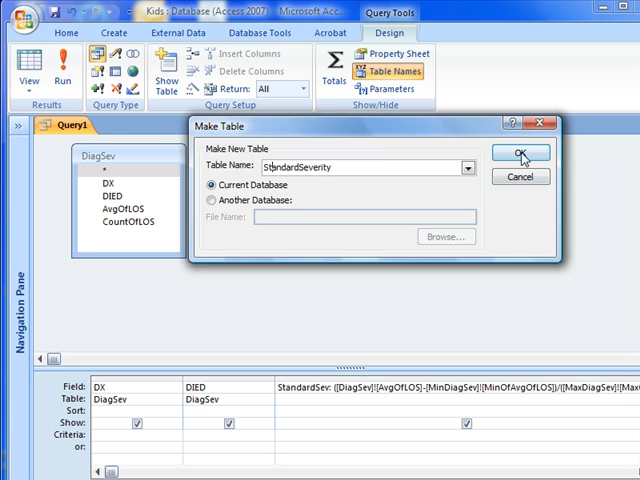 Kids : Database (Access 2007) - Microsoft Acc...
Query Tools
Home
Create
External Data
Database Tools
Acrobat
Design
View
Run
Results
Query Type
Show Table
Insert Columns
Delete Columns
Return: All
Query Setup
Totals
Property Sheet
XYZ Table Names
Parameters
Show/Hide
»
Query1
DiagSev
*
DX
DIED
AvgOfLOS
CountOfLOS
Navigation Pane
Make Table
Make New Table
Table Name: StandardSeverity
Current Database
Another Database:
File Name:
Browse...
OK
Cancel
Field: DX DIED StandardSev: ([DiagSev]![AvgOfLOS]-[MinDiagSev]![MinOfAvgOfLOS])/([MaxDiagSev]![Max
Table: DiagSev DiagSev
Sort:
Show:
Criteria:
or: